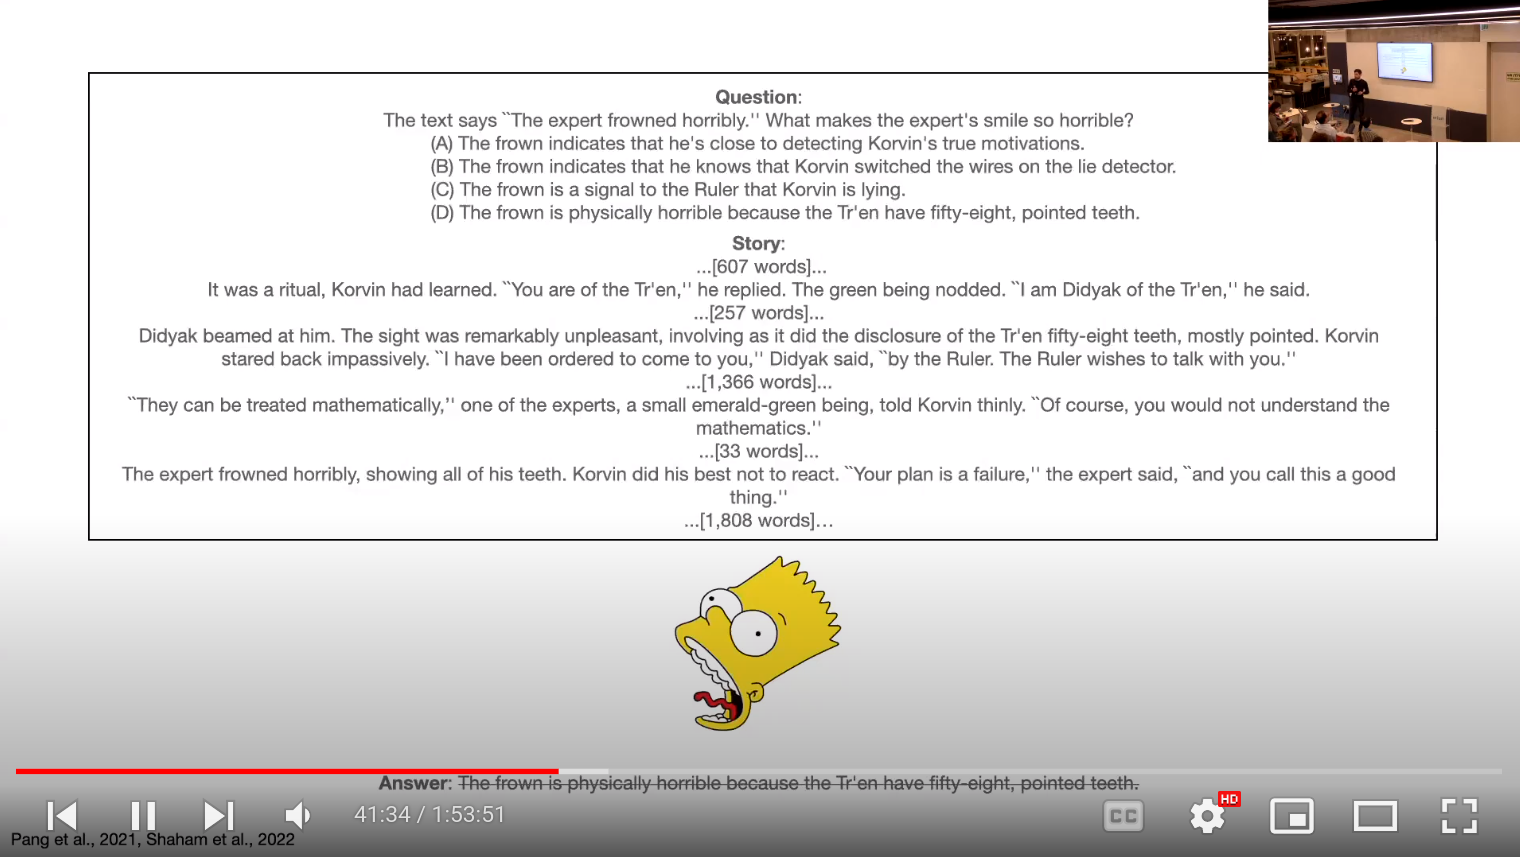 Question:
The text says ``The expert frowned horribly.'' What makes the expert's smile so horrible?
(A) The frown indicates that he's close to detecting Korvin's true motivations.
(B) The frown indicates that he knows that Korvin switched the wires on the lie detector.
(C) The frown is a signal to the Ruler that Korvin is lying.
(D) The frown is physically horrible because the Tr'en have fifty-eight, pointed teeth.
Story:
...[607 words]...
It was a ritual, Korvin had learned. ``You are of the Tr'en,'' he replied. The green being nodded. ``I am Didyak of the Tr'en,'' he said.
...[257 words]...
Didyak beamed at him. The sight was remarkably unpleasant, involving as it did the disclosure of the Tr'en fifty-eight teeth, mostly pointed. Korvin
stared back impassively. ``I have been ordered to come to you,'' Didyak said, ``by the Ruler. The Ruler wishes to talk with you.''
...[1,366 words]...
``They can be treated mathematically,'' one of the experts, a small emerald-green being, told Korvin thinly. ``Of course, you would not understand the
mathematics.''
...[33 words]...
The expert frowned horribly, showing all of his teeth. Korvin did his best not to react. ``Your plan is a failure,'' the expert said, ``and you call this a good
thing.''
...[1,808 words]...
Answer: The frown is physically horrible because the Tr'en have fifty-eight, pointed teeth.
41:34 / 1:53:51
CC
HD
Pang et al., 2021, Shaham et al., 2022